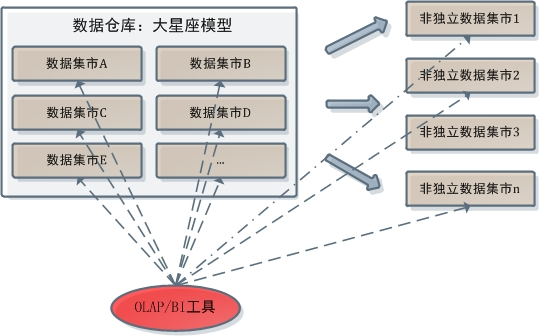 数据仓库：大星座模型
数据集市A
数据集市B
数据集市C
数据集市D
数据集市E
...
非独立数据集市1
非独立数据集市2
非独立数据集市3
非独立数据集市n
OLAP/BI工具